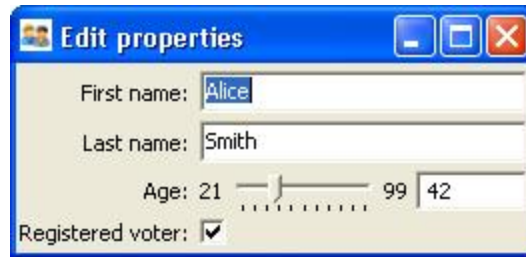 Edit properties
First name: Alice
Last name: Smith
Age: 21 99 42
Registered voter: